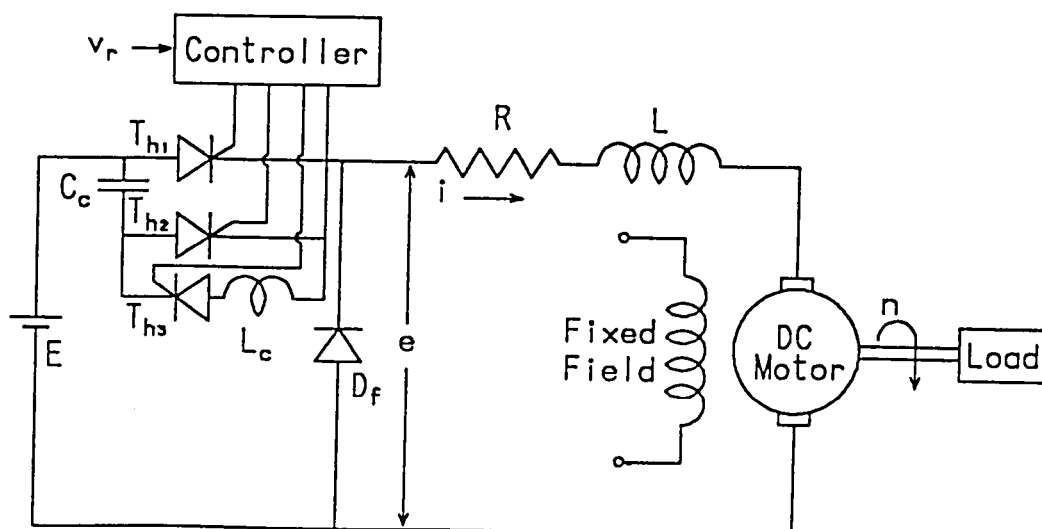 v_r
Controller
T_h1
C_c
T_h2
T_h3
L_c
E
D_f
e
R
L
i
Fixed
Field
DC
Motor
n
Load